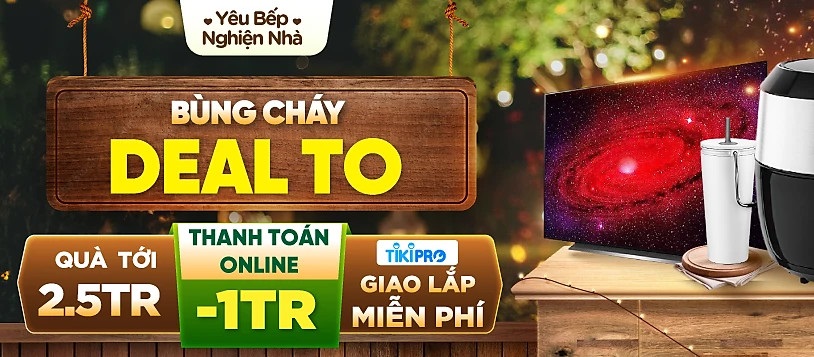 Yêu Bếp
Nghiện Nhà
BÙNG CHÁY
DEAL TO
QUÀ TỚI
2.5TR
THANH TOÁN
ONLINE
-1TR
TIKIPRO
GIAO LẮP
MIỄN PHÍ